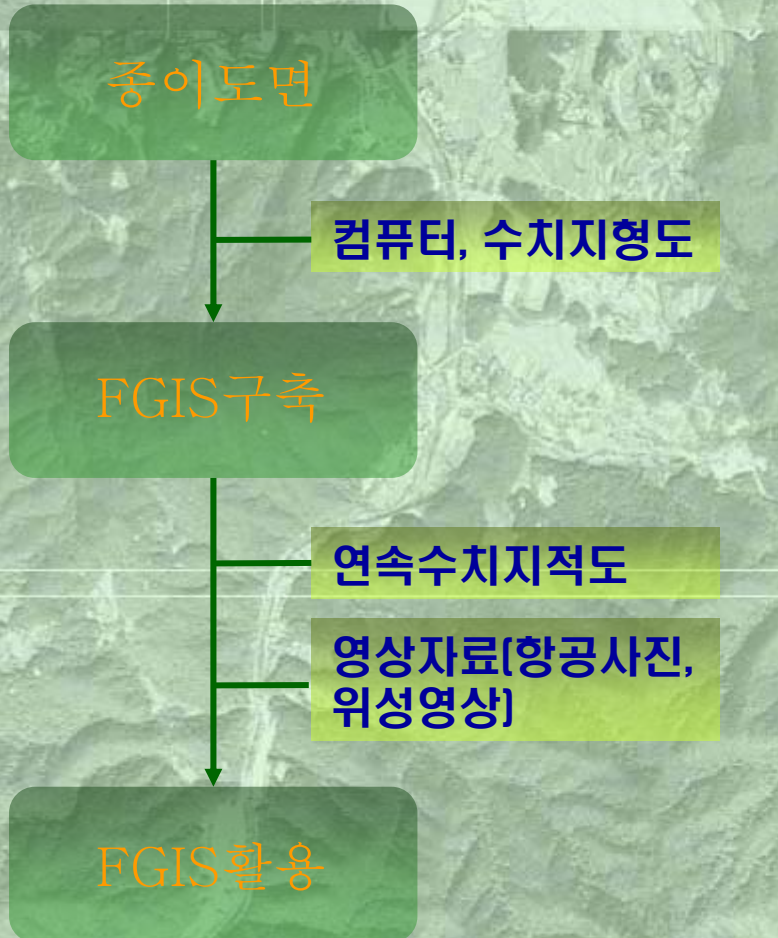 종이도면
컴퓨터, 수치지형도
FGIS구축
연속수치지적도
영상자료(항공사진,
위성영상)
FGIS활용